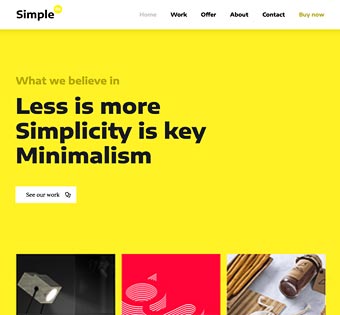 Simple
Home Work Offer About Contact Buy now
What we believe in
Less is more
Simplicity is key
Minimalism
See our work